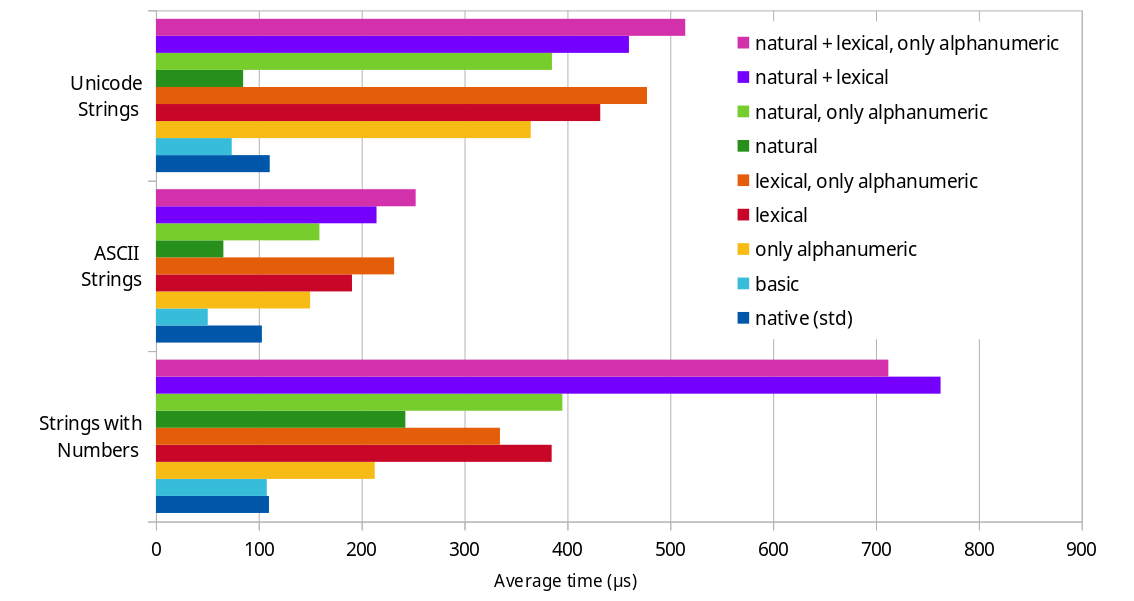 Unicode
Strings
ASCII
Strings
Strings with
Numbers
natural + lexical, only alphanumeric
natural + lexical
natural, only alphanumeric
natural
lexical, only alphanumeric
lexical
only alphanumeric
basic
native (std)
0 100 200 300 400 500 600 700 800 900
Average time (µs)